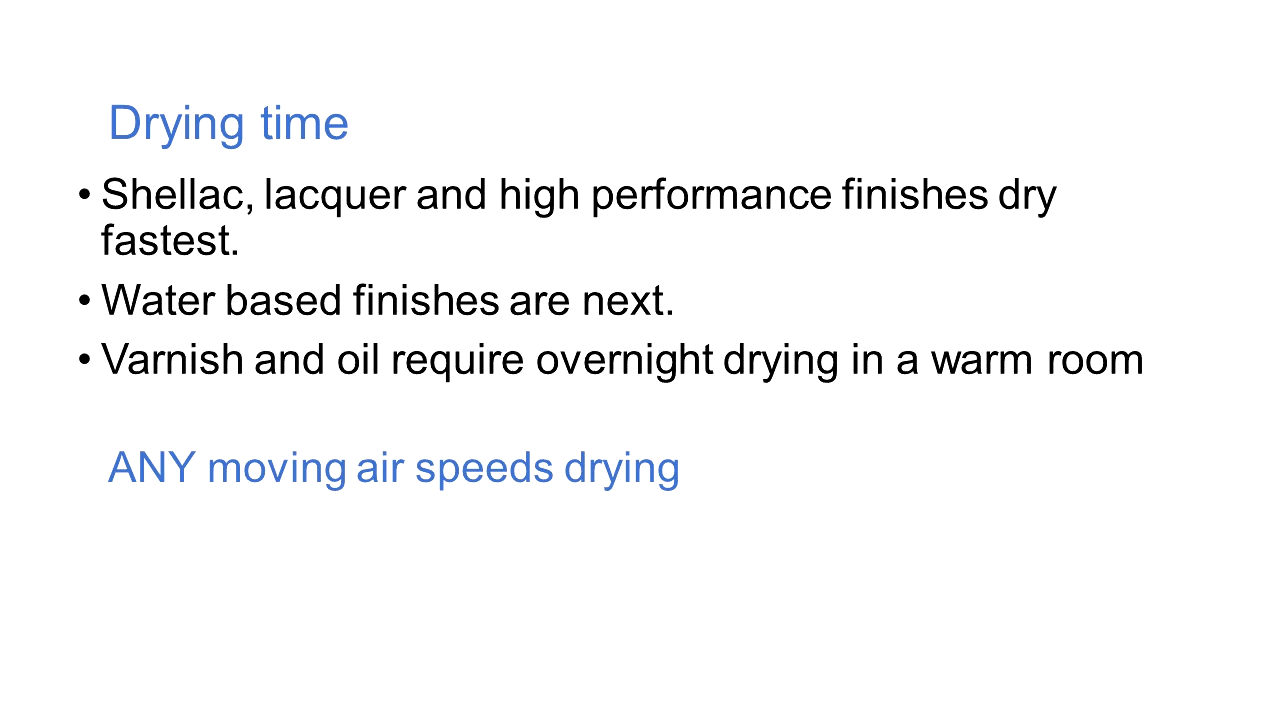 Drying time
• Shellac, lacquer and high performance finishes dry
fastest.
• Water based finishes are next.
• Varnish and oil require overnight drying in a warm room
ANY moving air speeds drying